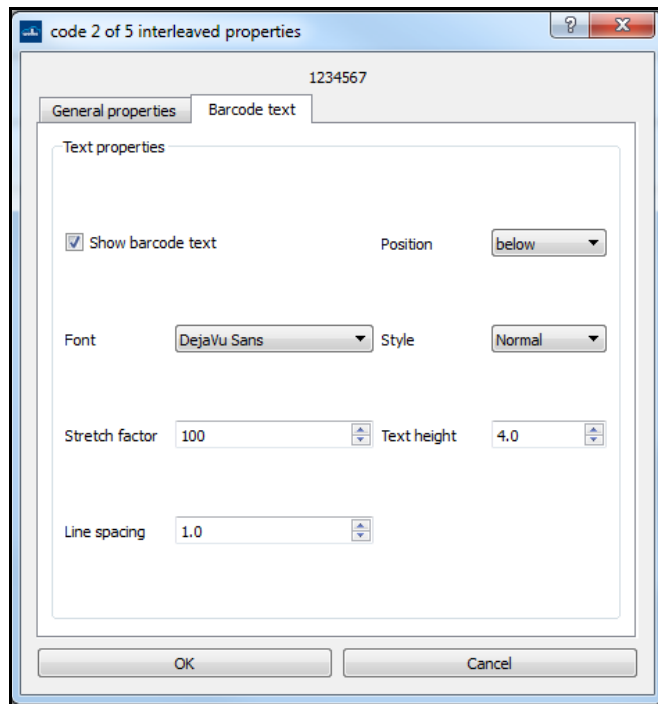 code 2 of 5 interleaved properties
1234567
General properties Barcode text
Text properties
Show barcode text Position below
Font DejaVu Sans Style Normal
Stretch factor 100 Text height 4.0
Line spacing 1.0
OK Cancel